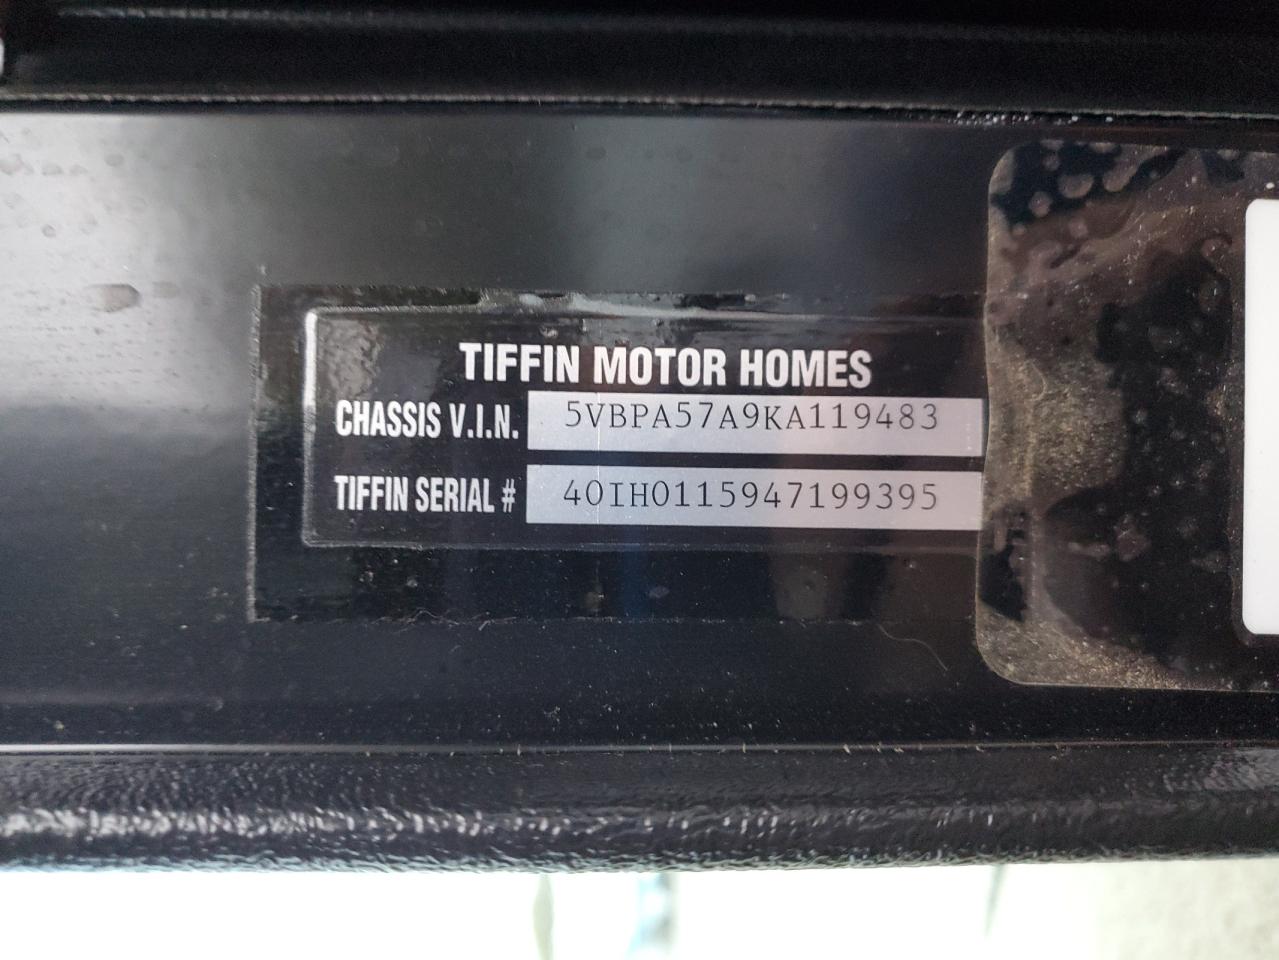 TIFFIN MOTOR HOMES
CHASSIS V.I.N. 5VBPA57A9KA119483
TIFFIN SERIAL # 40IH0115947199395